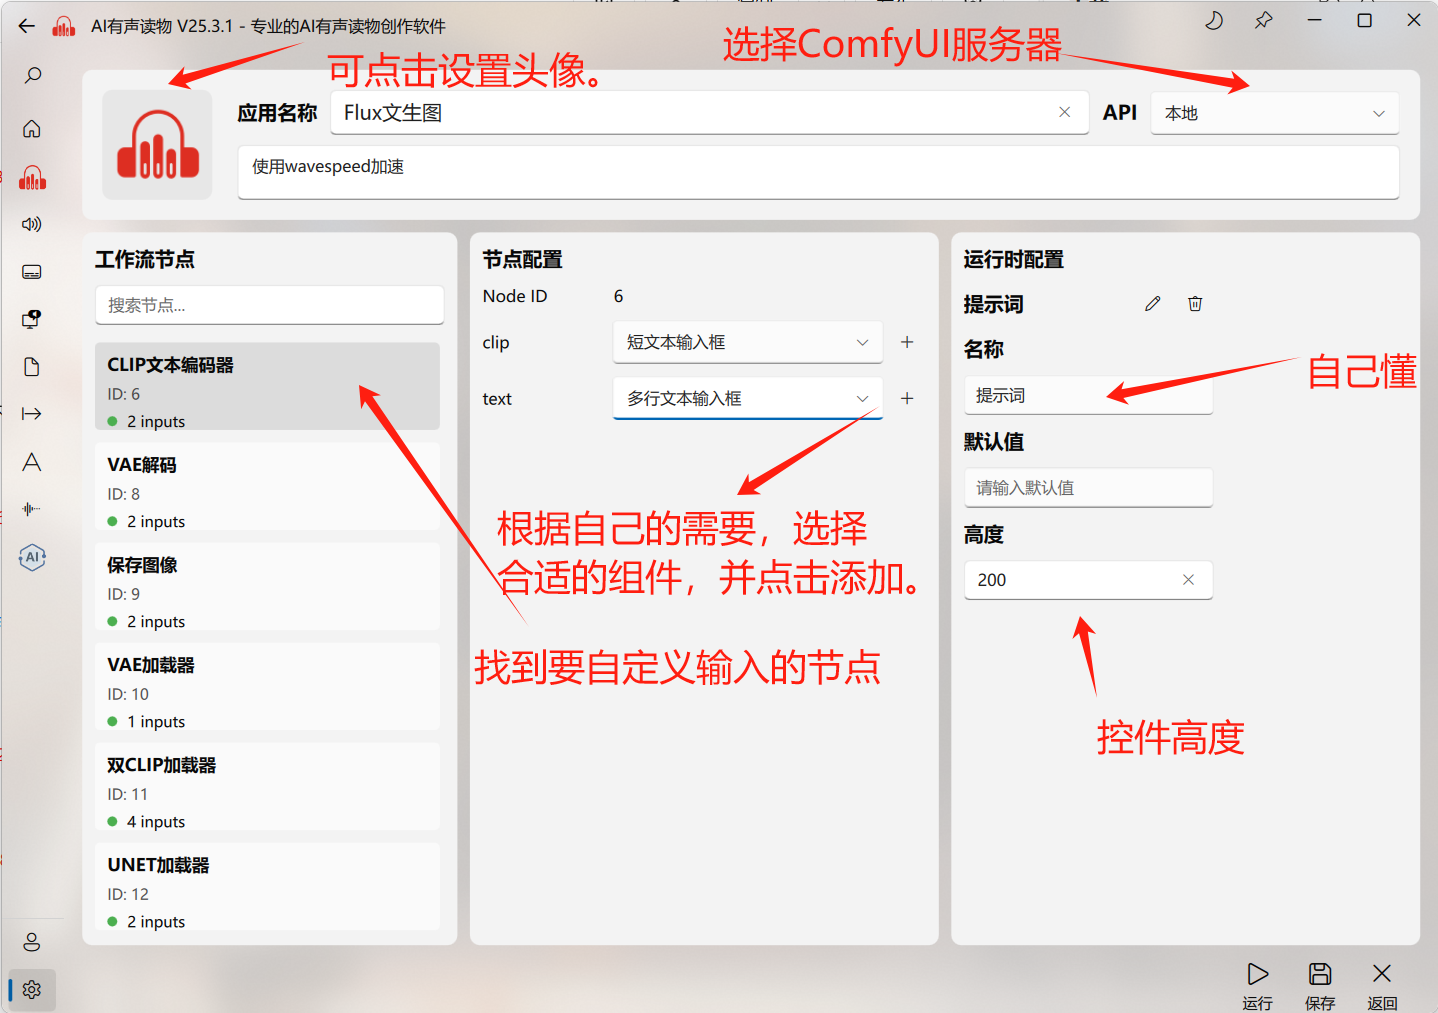 AI有声读物 V25.3.1 - 专业的AI有声读物创作软件
可点击设置头像。
选择ComfyUI服务器
应用名称
Flux文生图
API
本地
使用wavespeed加速
工作流节点
搜索节点...
CLIP文本编码器
ID: 6
2 inputs
VAE解码
ID: 8
2 inputs
保存图像
ID: 9
2 inputs
VAE加载器
ID: 10
1 inputs
双CLIP加载器
ID: 11
4 inputs
UNET加载器
ID: 12
2 inputs
节点配置
Node ID
6
clip
短文本输入框
text
多行文本输入框
根据自己的需要，选择
合适的组件，并点击添加。
找到要自定义输入的节点
运行时配置
提示词
名称
提示词
自己懂
默认值
请输入默认值
高度
200
控件高度
AI
运行
保存
返回